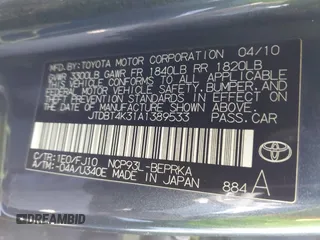 MFD. BY: TOYOTA MOTOR CORPORATION 04/10
GVWR 3300LB GAWR FR 1840LB RR 1820LB
THIS VEHICLE CONFORMS TO ALL APPLICABLE FEDERAL
MOTOR VEHICLE SAFETY, BUMPER, AND
THEFT PREVENTION STANDARDS IN EFFECT ON THE DATE
OF MANUFACTURE SHOWN ABOVE.
JTDBT4K31A1389533
PASS.CAR
C/TR:1E0/FJ10 NCP93L-BEPRKA
A/TM:-04A/U340E MADE IN JAPAN
884A
TOYOTA
DREAMBID